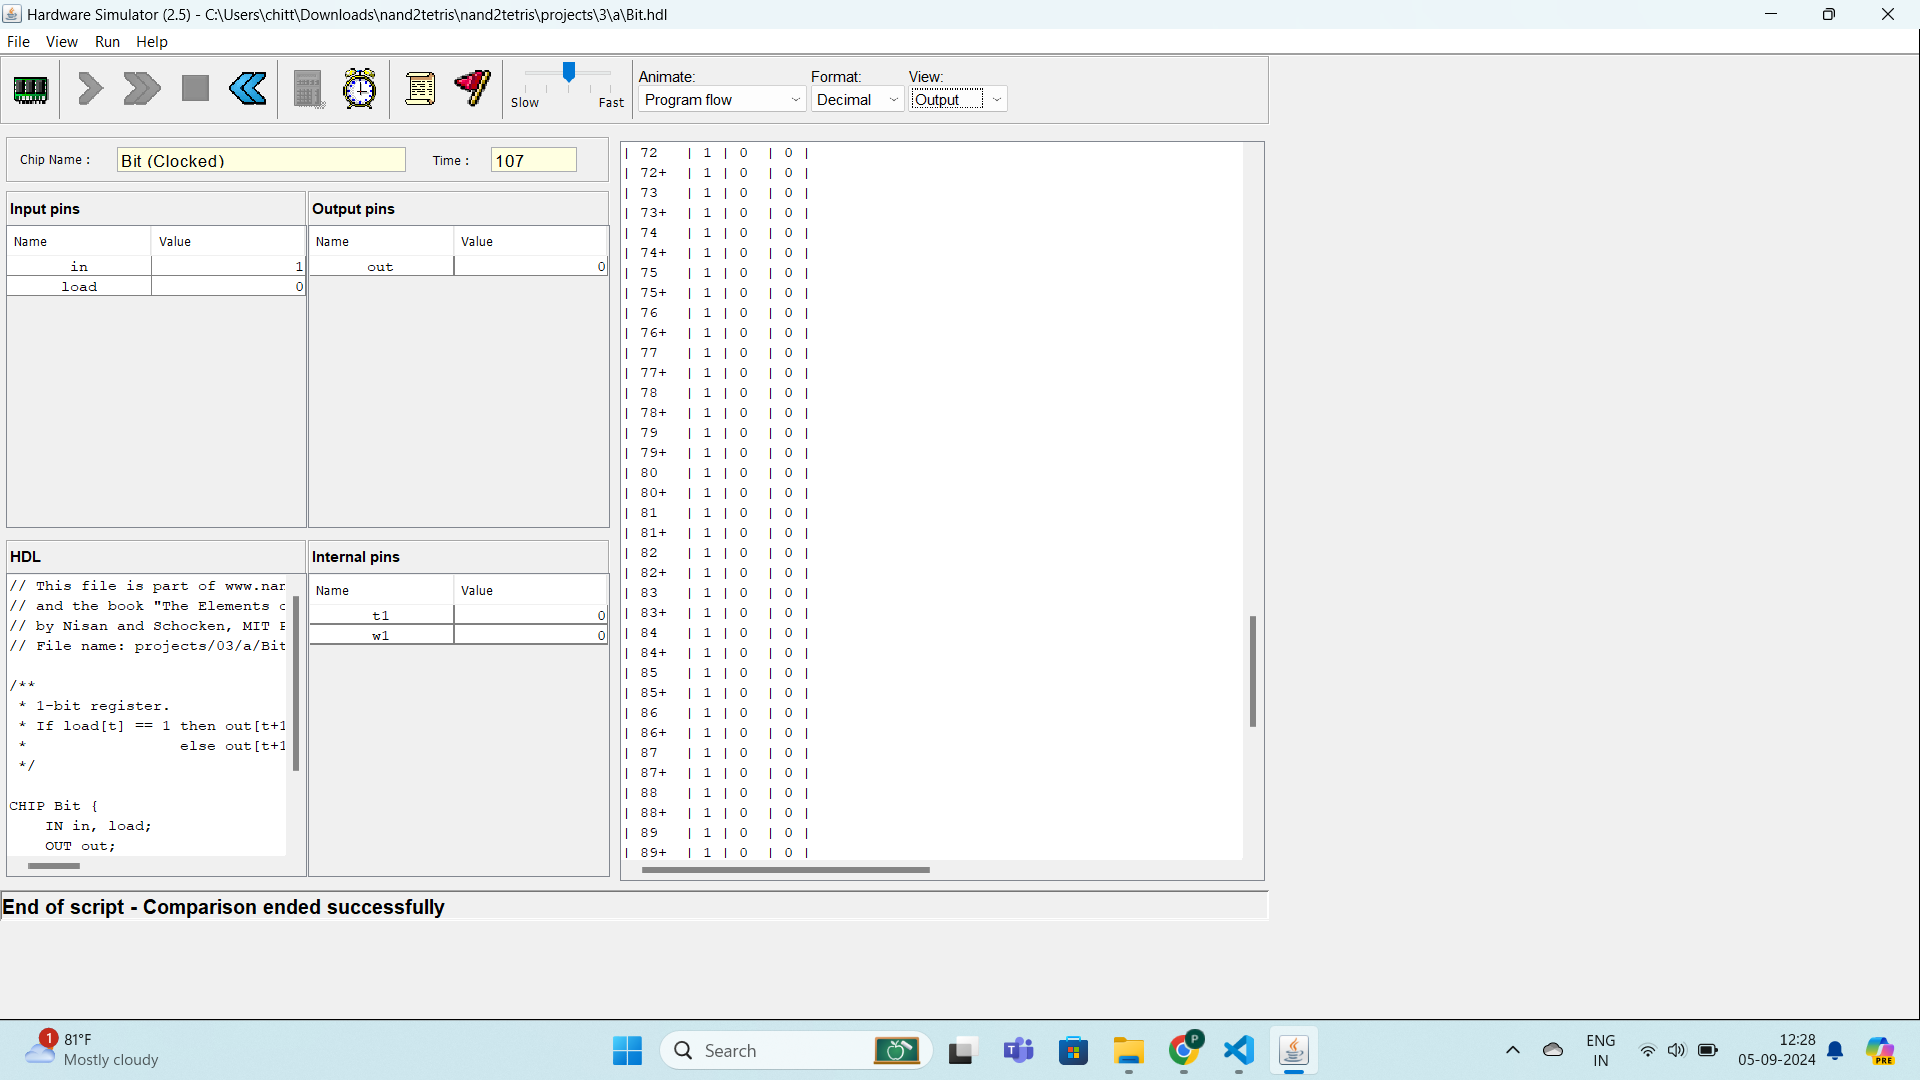 Hardware Simulator (2.5) - C:\Users\chitt\Downloads\nand2tetris\nand2tetris\projects\3\a\Bit.hdl
File View Run Help
Slow Fast
Animate: Format: View:
Program flow Decimal Output
Chip Name : Bit (Clocked) Time : 107
Input pins
Name Value
in 1
load 0
Output pins
Name Value
out 0
HDL
// This file is part of www.nan
// and the book "The Elements o
// by Nisan and Schocken, MIT P
// File name: projects/03/a/Bit
/**
* 1-bit register.
* If load[t] == 1 then out[t+1
* else out[t+1
*/
CHIP Bit {
IN in, load;
OUT out;
Internal pins
Name Value
t1 0
w1 0
| 72 | 1 | 0 | 0 |
| 72+ | 1 | 0 | 0 |
| 73 | 1 | 0 | 0 |
| 73+ | 1 | 0 | 0 |
| 74 | 1 | 0 | 0 |
| 74+ | 1 | 0 | 0 |
| 75 | 1 | 0 | 0 |
| 75+ | 1 | 0 | 0 |
| 76 | 1 | 0 | 0 |
| 76+ | 1 | 0 | 0 |
| 77 | 1 | 0 | 0 |
| 77+ | 1 | 0 | 0 |
| 78 | 1 | 0 | 0 |
| 78+ | 1 | 0 | 0 |
| 79 | 1 | 0 | 0 |
| 79+ | 1 | 0 | 0 |
| 80 | 1 | 0 | 0 |
| 80+ | 1 | 0 | 0 |
| 81 | 1 | 0 | 0 |
| 81+ | 1 | 0 | 0 |
| 82 | 1 | 0 | 0 |
| 82+ | 1 | 0 | 0 |
| 83 | 1 | 0 | 0 |
| 83+ | 1 | 0 | 0 |
| 84 | 1 | 0 | 0 |
| 84+ | 1 | 0 | 0 |
| 85 | 1 | 0 | 0 |
| 85+ | 1 | 0 | 0 |
| 86 | 1 | 0 | 0 |
| 86+ | 1 | 0 | 0 |
| 87 | 1 | 0 | 0 |
| 87+ | 1 | 0 | 0 |
| 88 | 1 | 0 | 0 |
| 88+ | 1 | 0 | 0 |
| 89 | 1 | 0 | 0 |
| 89+ | 1 | 0 | 0 |
End of script - Comparison ended successfully
1
81°F
Mostly cloudy
Search
P
ENG
IN
12:28
05-09-2024
PRE